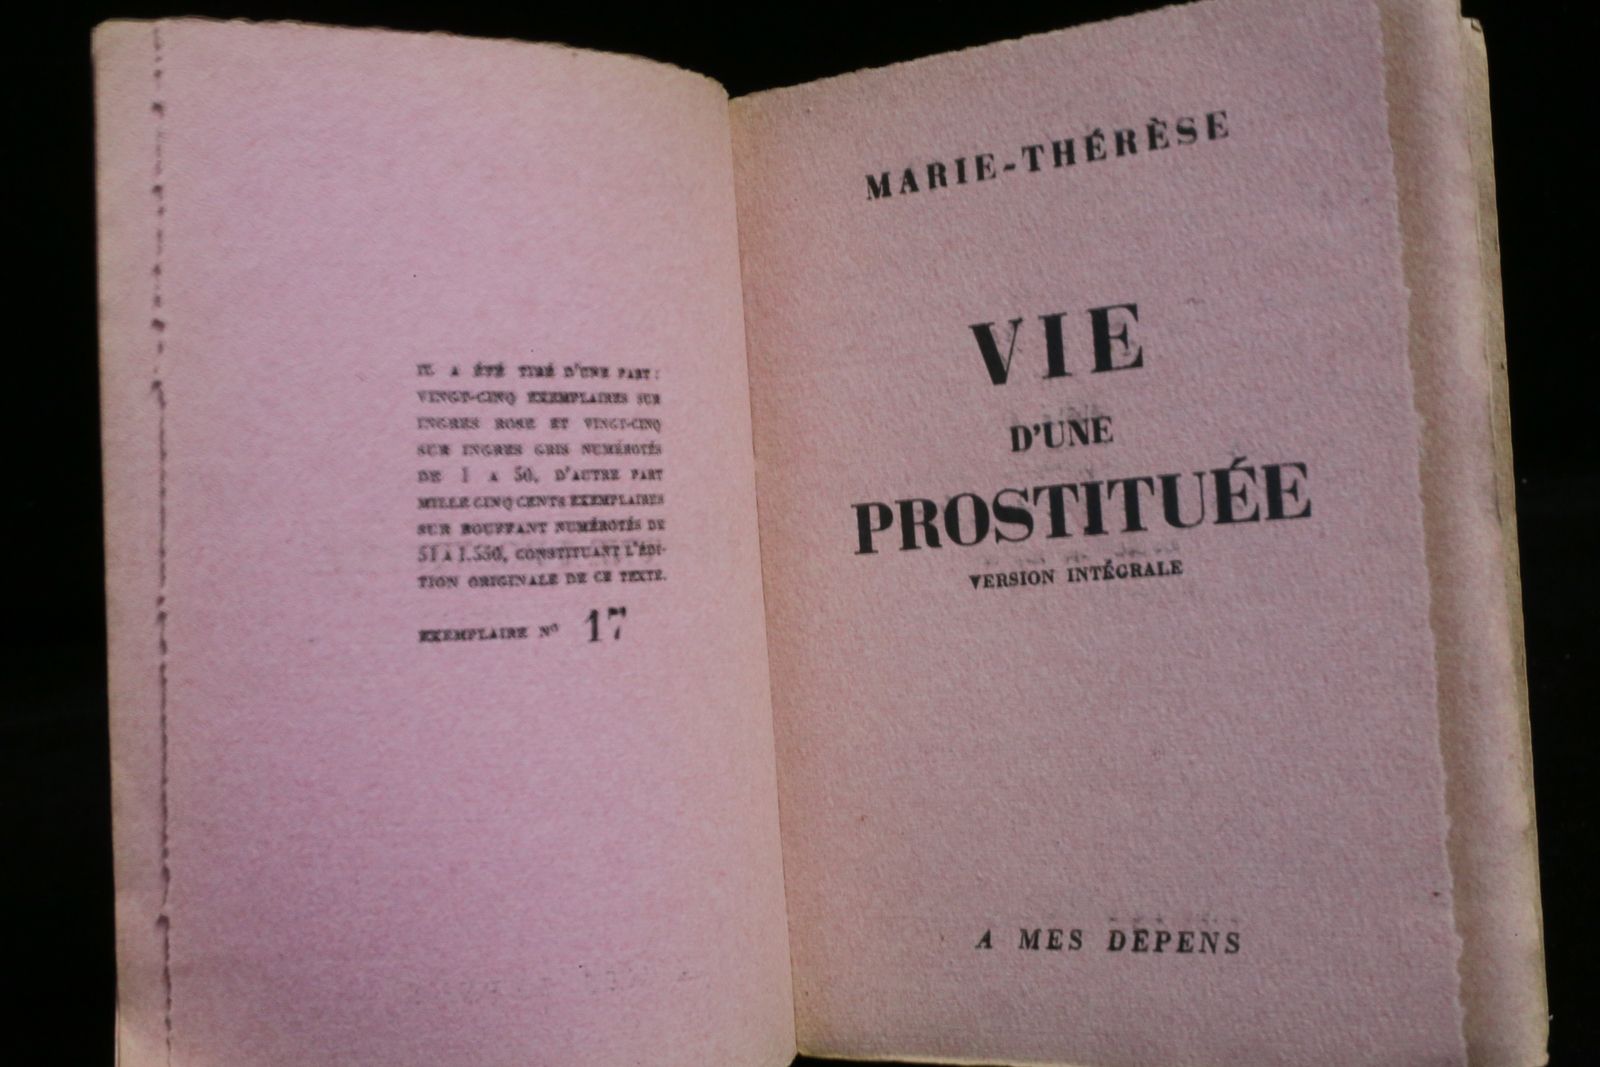 IL A ÉTÉ TIRÉ D'UNE PART :
VINGT-CINQ EXEMPLAIRES SUR
INGRES ROSE ET VINGT-CINQ
SUR INGRES GRIS NUMÉROTÉS
DE 1 A 50, D'AUTRE PART
MILLE CINQ CENTS EXEMPLAIRES
SUR BOUFFANT NUMÉROTÉS DE
51 A 1.550, CONSTITUANT L'ÉDI-
TION ORIGINALE DE CE TEXTE.
EXEMPLAIRE Nº 17
MARIE-THÉRÈSE
VIE
D'UNE
PROSTITUÉE
VERSION INTÉGRALE
A MES DÉPENS